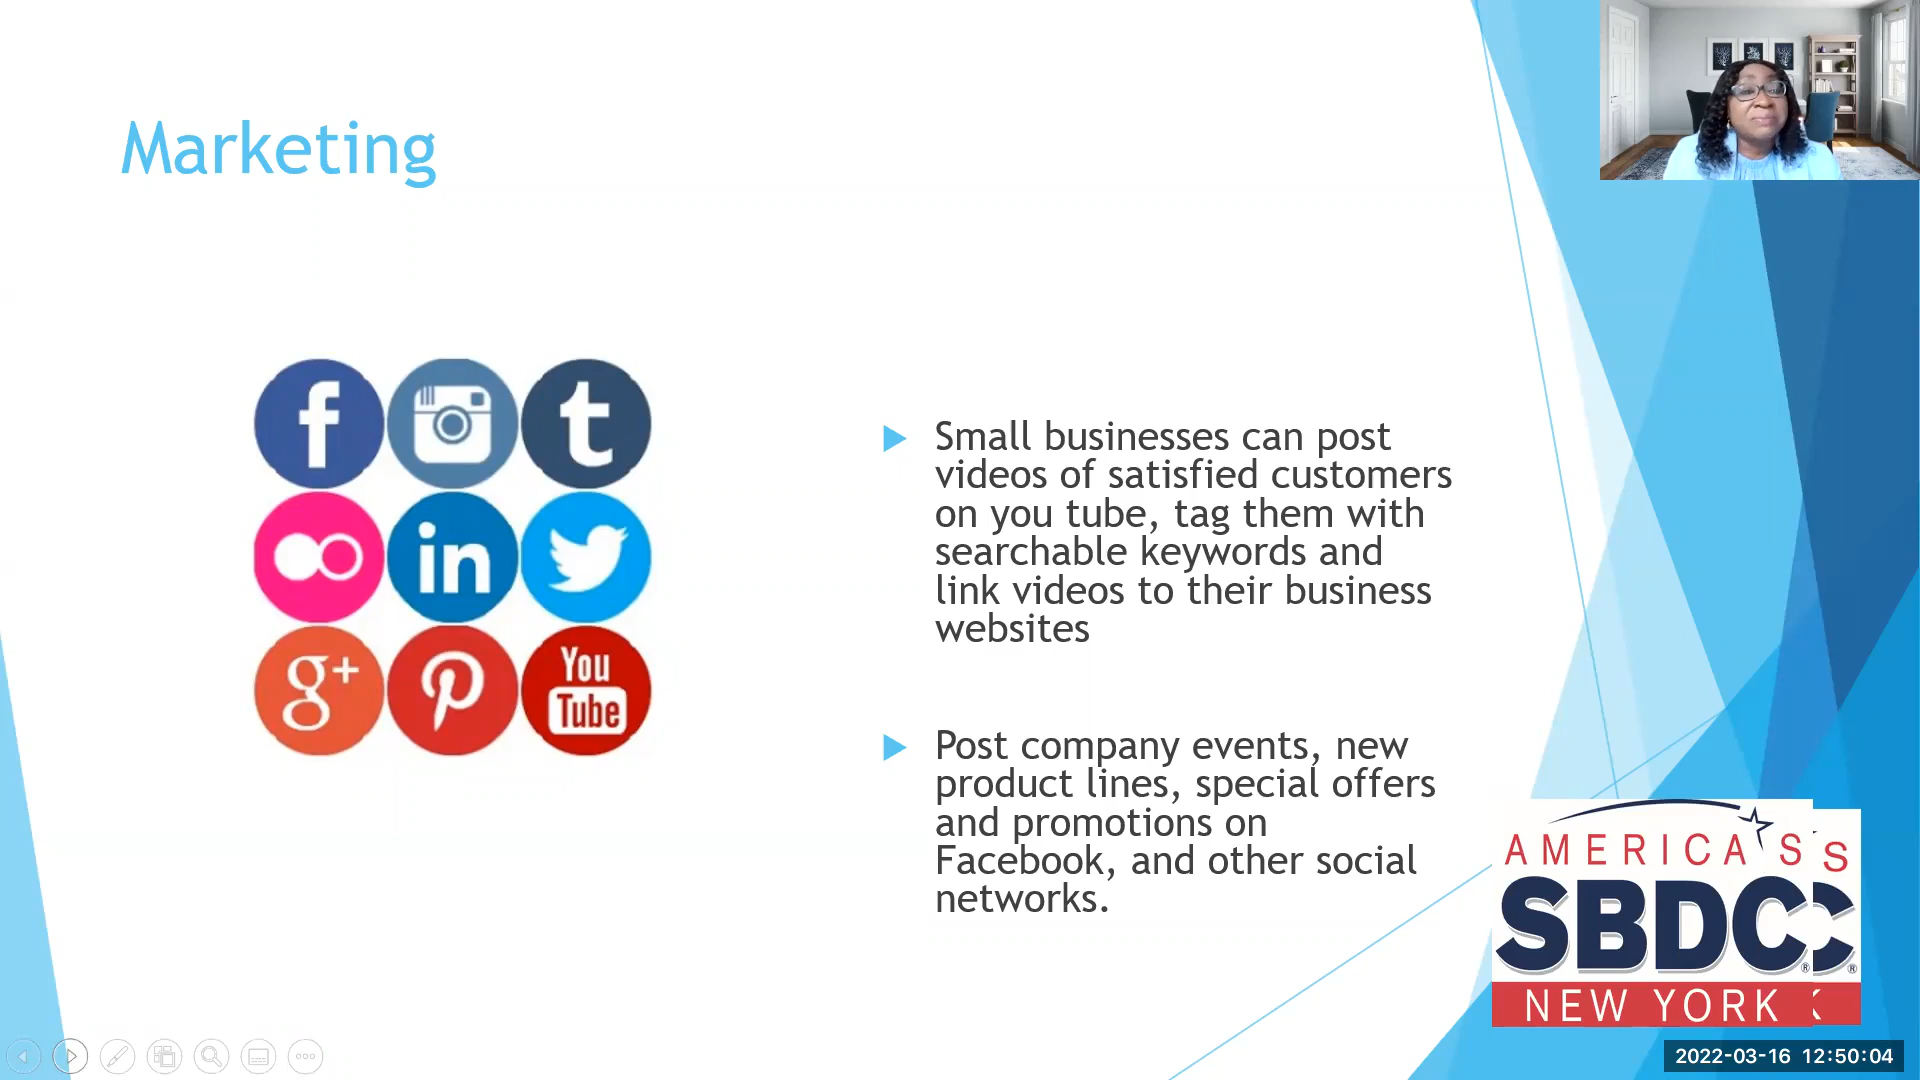 Marketing
f
t
in
g+
You
Tube
Small businesses can post
videos of satisfied customers
on you tube, tag them with
searchable keywords and
link videos to their business
websites
Post company events, new
product lines, special offers
and promotions on
Facebook, and other social
networks.
AMERICA'S S
SBDC C
NEW YORK K
2022-03-16 12:50:04